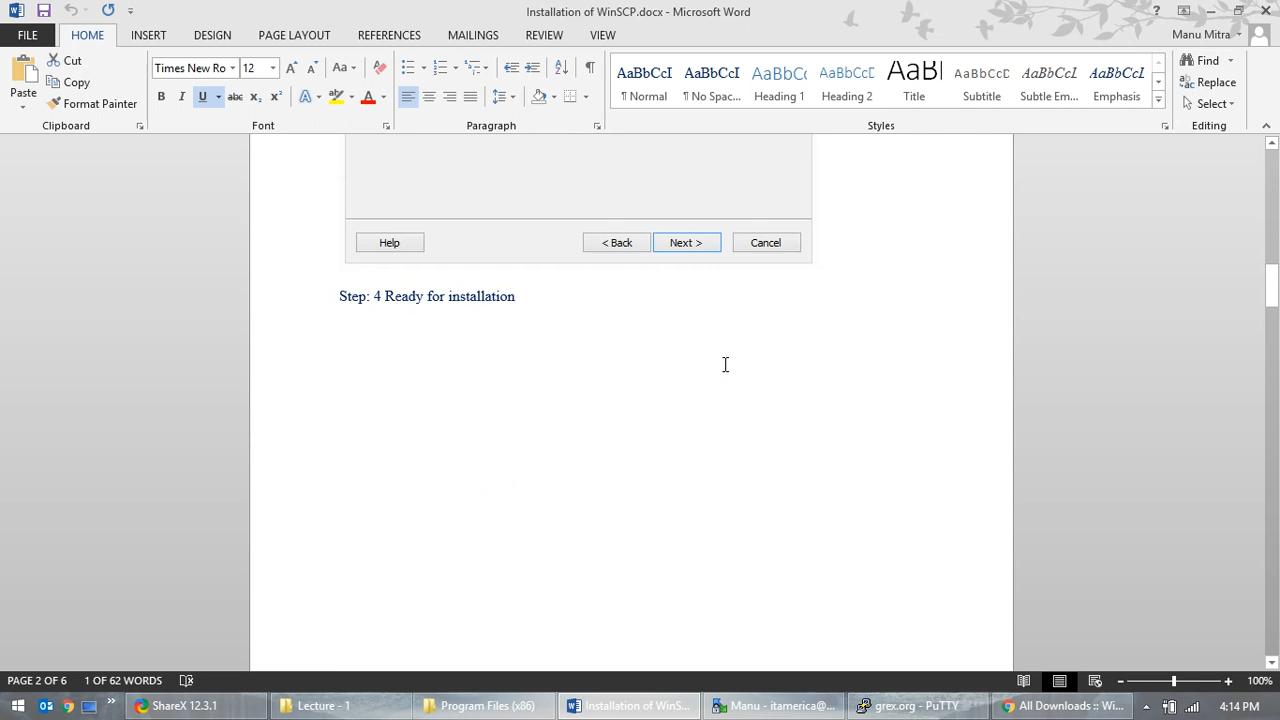 Installation of WinSCP.docx - Microsoft Word
FILE HOME INSERT DESIGN PAGE LAYOUT REFERENCES MAILINGS REVIEW VIEW Manu Mitra
Paste
Cut
Copy
Format Painter
Clipboard
Times New Ro 12
Font
Paragraph
AaBbCcI AaBbCcI AaBbCc AaBbCcD AaBl AaBbCcD AaBbCcI AaBbCcI
¶ Normal ¶ No Spac... Heading 1 Heading 2 Title Subtitle Subtle Em... Emphasis
Styles
Find
Replace
Select
Editing
Help < Back Next > Cancel
Step: 4 Ready for installation
PAGE 2 OF 6 1 OF 62 WORDS 100%
ShareX 12.3.1 Lecture - 1 Program Files (x86) Installation of WinS... Manu - itamerica@... grex.org - PuTTY All Downloads :: Wi... 4:14 PM